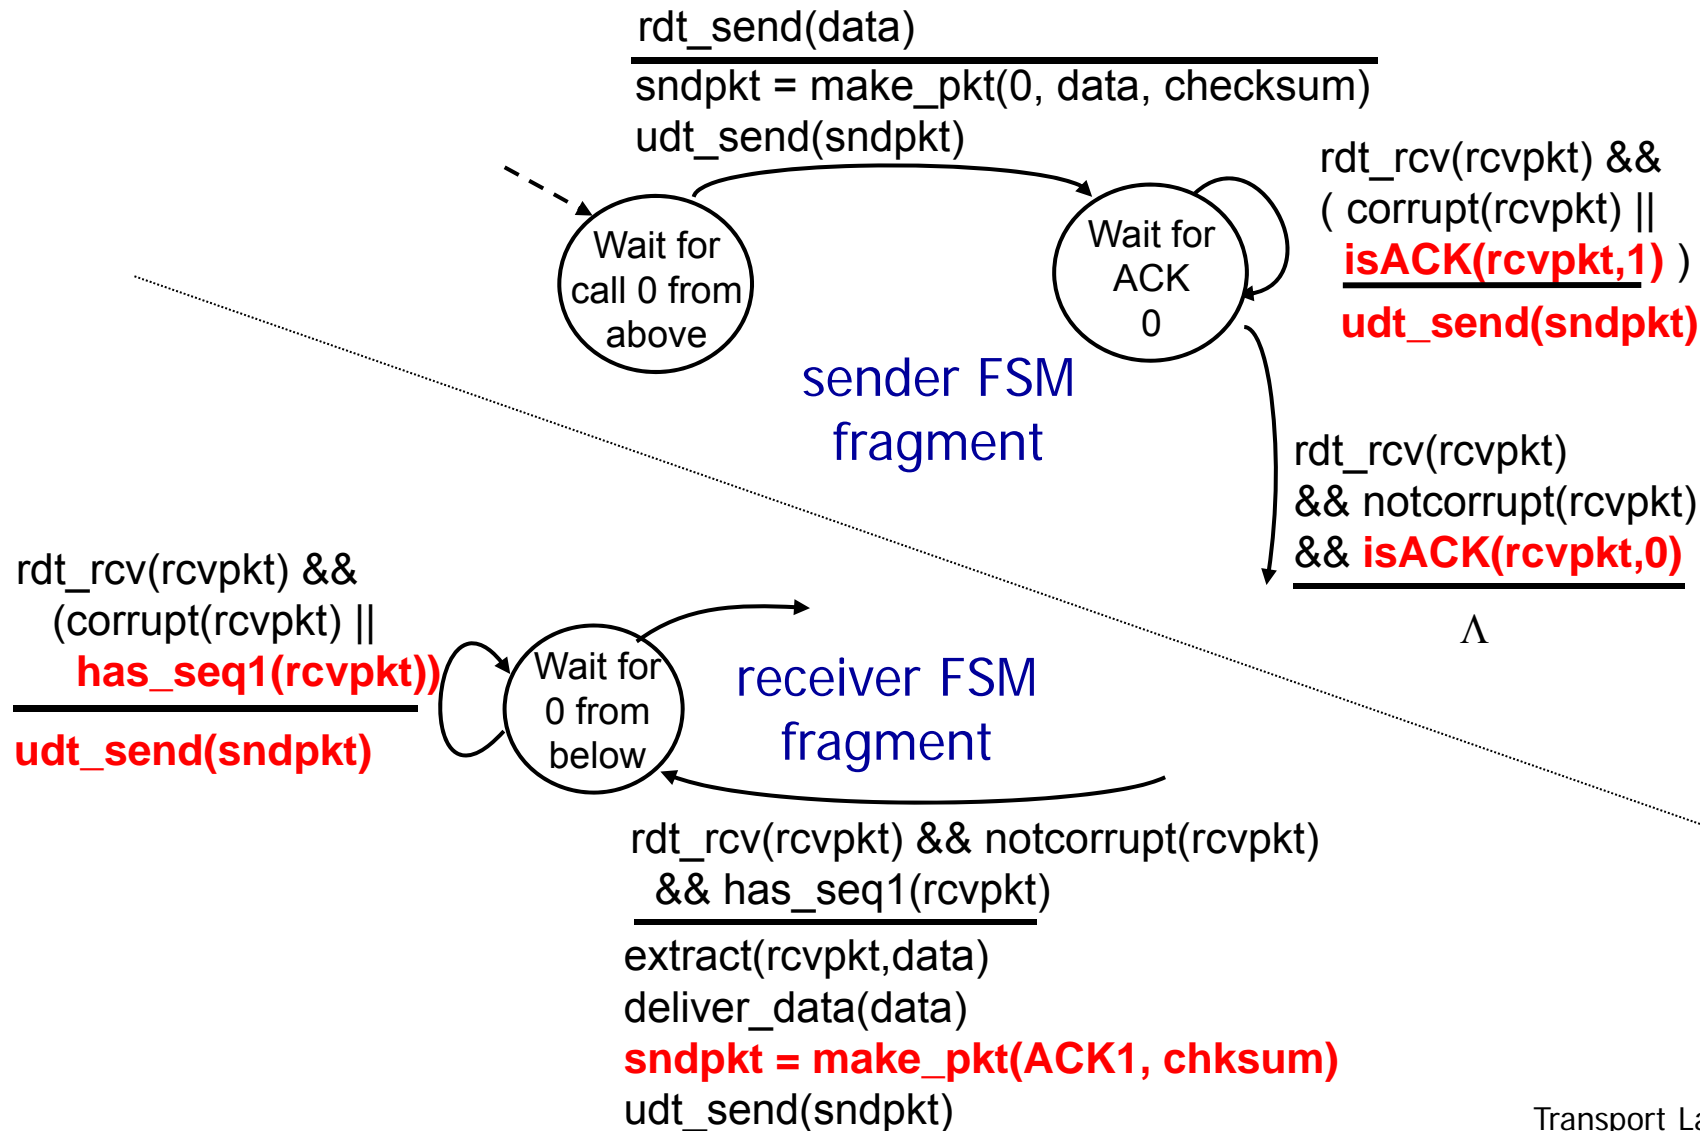 rdt_send(data)
sndpkt = make_pkt(0, data, checksum)
udt_send(sndpkt)
Wait for
call 0 from
above
Wait for
ACK
0
rdt_rcv(rcvpkt) &&
( corrupt(rcvpkt) ||
isACK(rcvpkt,1) )
udt_send(sndpkt)
sender FSM
fragment
rdt_rcv(rcvpkt)
&& notcorrupt(rcvpkt)
&& isACK(rcvpkt,0)
Λ
rdt_rcv(rcvpkt) &&
(corrupt(rcvpkt) ||
has_seq1(rcvpkt))
udt_send(sndpkt)
Wait for
0 from
below
receiver FSM
fragment
rdt_rcv(rcvpkt) && notcorrupt(rcvpkt)
&& has_seq1(rcvpkt)
extract(rcvpkt,data)
deliver_data(data)
sndpkt = make_pkt(ACK1, chksum)
udt_send(sndpkt)
Transport La